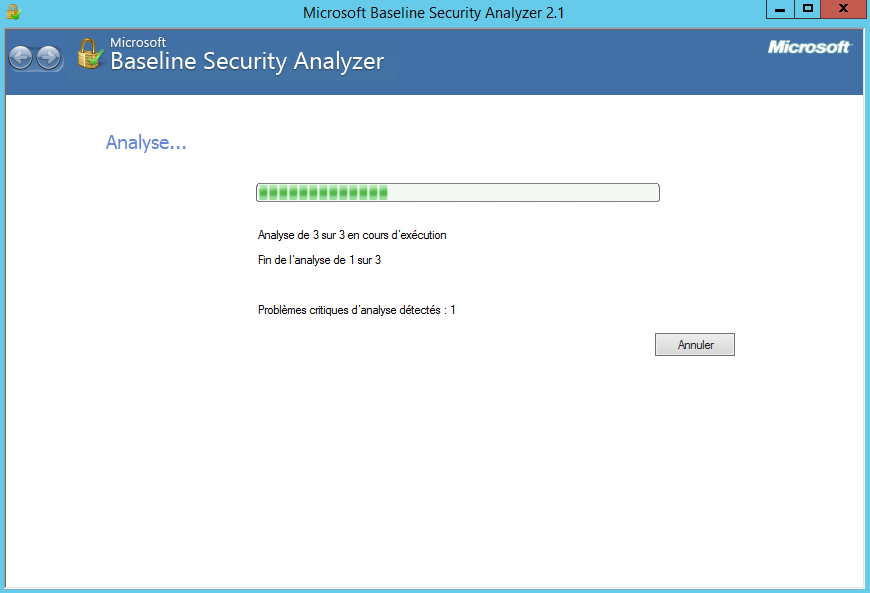 Microsoft Baseline Security Analyzer 2.1
Microsoft
Baseline Security Analyzer
Microsoft
Analyse...
Analyse de 3 sur 3 en cours d'exécution
Fin de l'analyse de 1 sur 3
Problèmes critiques d'analyse détectés : 1
Annuler